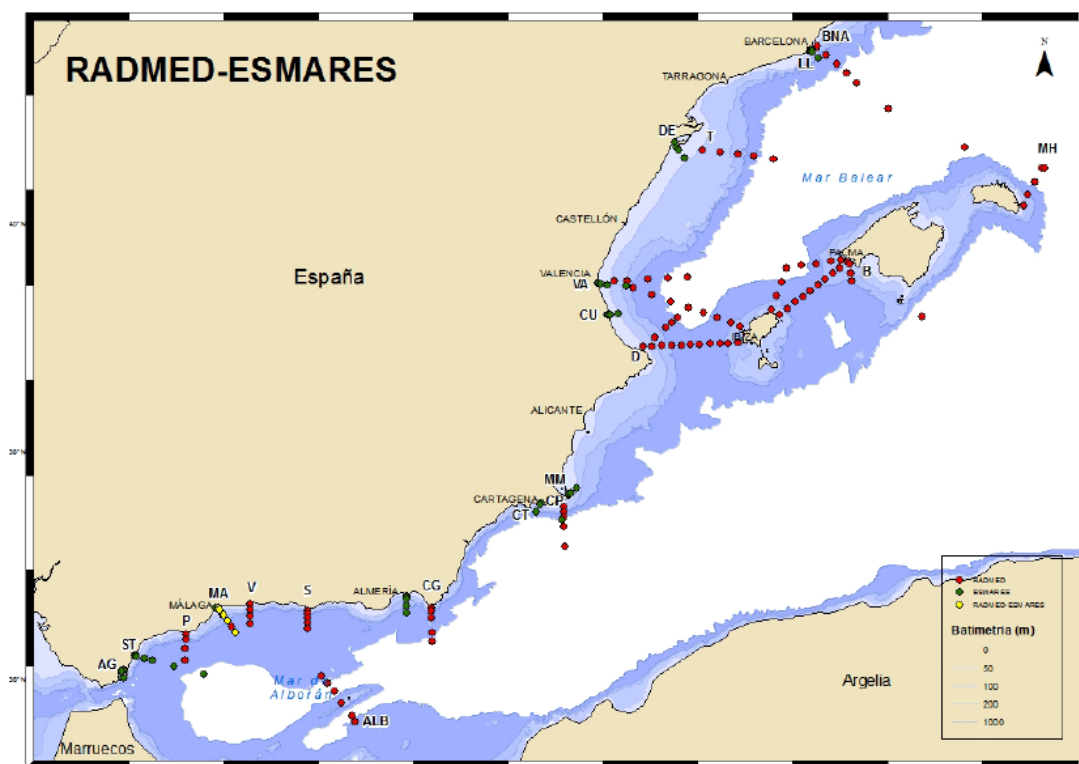 RADMED-ESMARES
BARCELONA
BNA
LL
N
TARRAGONA
DE
T
MH
Mar Balear
40°N
CASTELLÓN
España
VALENCIA
VA
PALMA
B
CU
IBIZA
D
ALICANTE
38°N
MM
CARTAGENA
CP
CT
ALMERÍA
CG
MÁLAGA
MA
V
S
P
ST
AG
Mar de
Alborán
ALB
Argelia
Marruecos
RADMED
ESMARES
RADMED-ESMARES
Batimetria (m)
0
50
100
200
1000